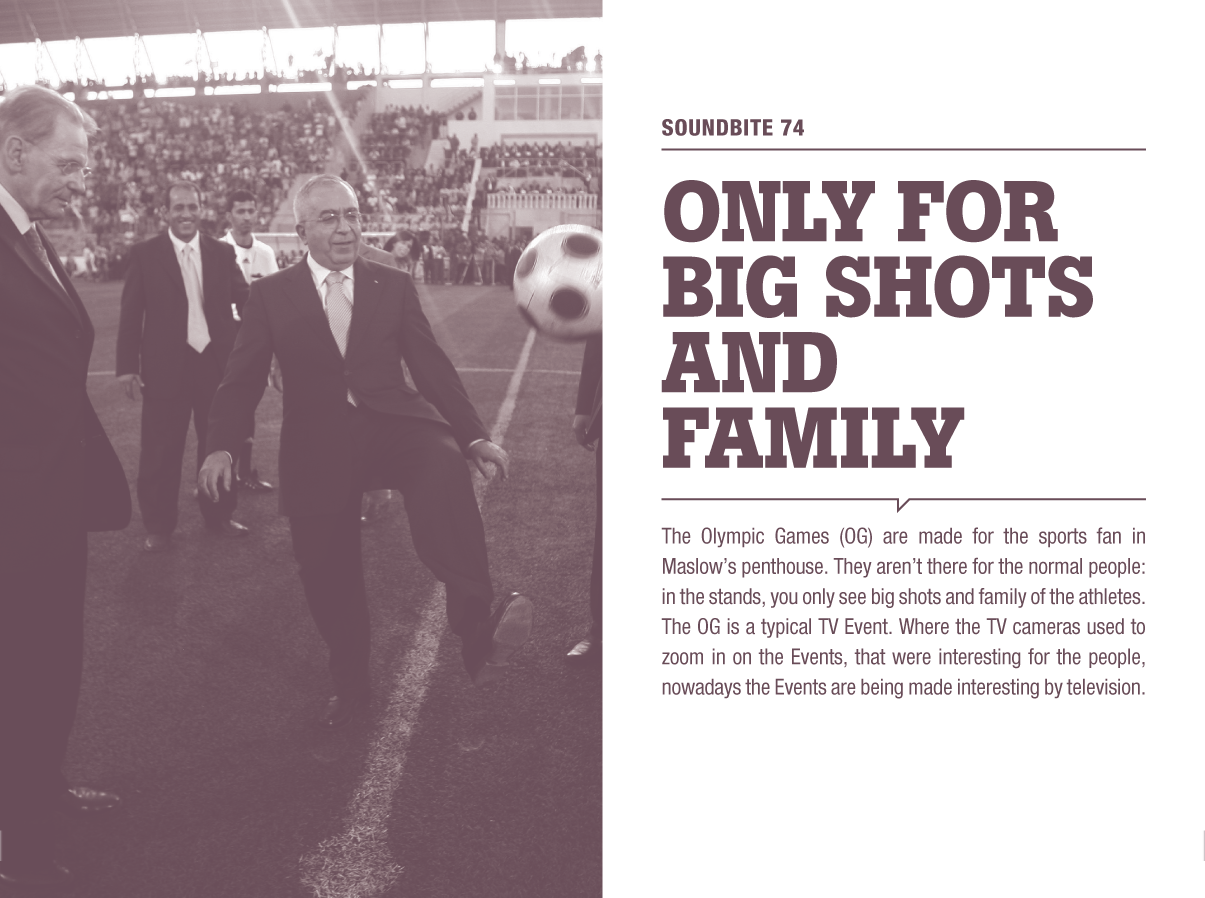 SOUNDBITE 74
ONLY FOR
BIG SHOTS
AND
FAMILY
The Olympic Games (OG) are made for the sports fan in
Maslow’s penthouse. They aren’t there for the normal people:
in the stands, you only see big shots and family of the athletes.
The OG is a typical TV Event. Where the TV cameras used to
zoom in on the Events, that were interesting for the people,
nowadays the Events are being made interesting by television.